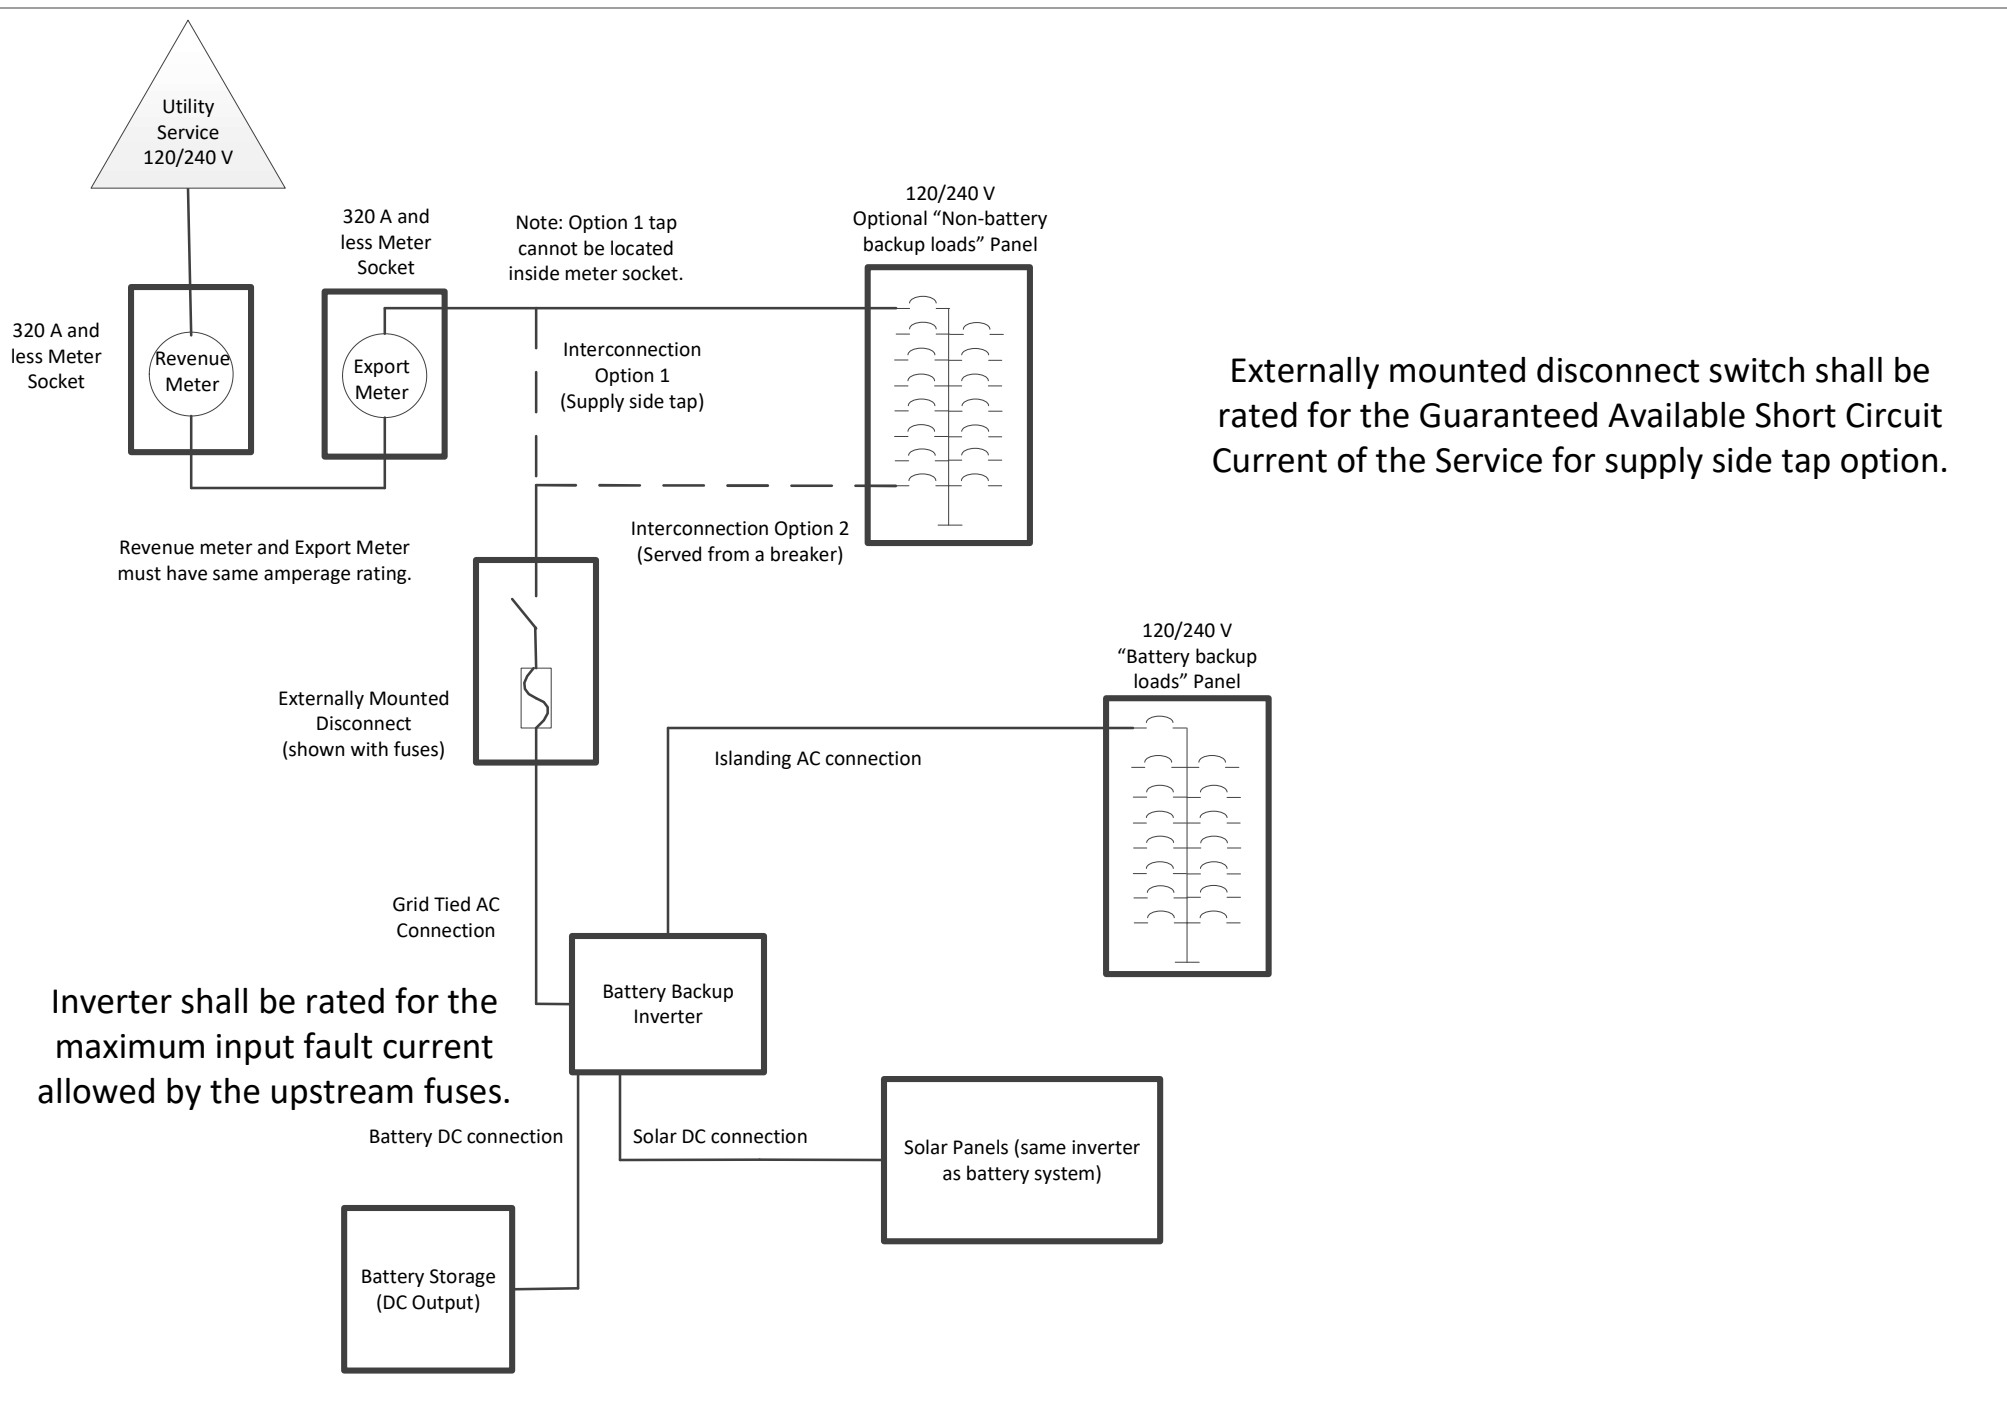 Utility
Service
120/240 V
320 A and
less Meter
Socket
Revenue
Meter
320 A and
less Meter
Socket
Export
Meter
Note: Option 1 tap
cannot be located
inside meter socket.
120/240 V
Optional “Non-battery
backup loads” Panel
Interconnection
Option 1
(Supply side tap)
Externally mounted disconnect switch shall be
rated for the Guaranteed Available Short Circuit
Current of the Service for supply side tap option.
Interconnection Option 2
(Served from a breaker)
Revenue meter and Export Meter
must have same amperage rating.
Externally Mounted
Disconnect
(shown with fuses)
120/240 V
“Battery backup
loads” Panel
Islanding AC connection
Grid Tied AC
Connection
Battery Backup
Inverter
Inverter shall be rated for the
maximum input fault current
allowed by the upstream fuses.
Battery DC connection
Solar DC connection
Solar Panels (same inverter
as battery system)
Battery Storage
(DC Output)